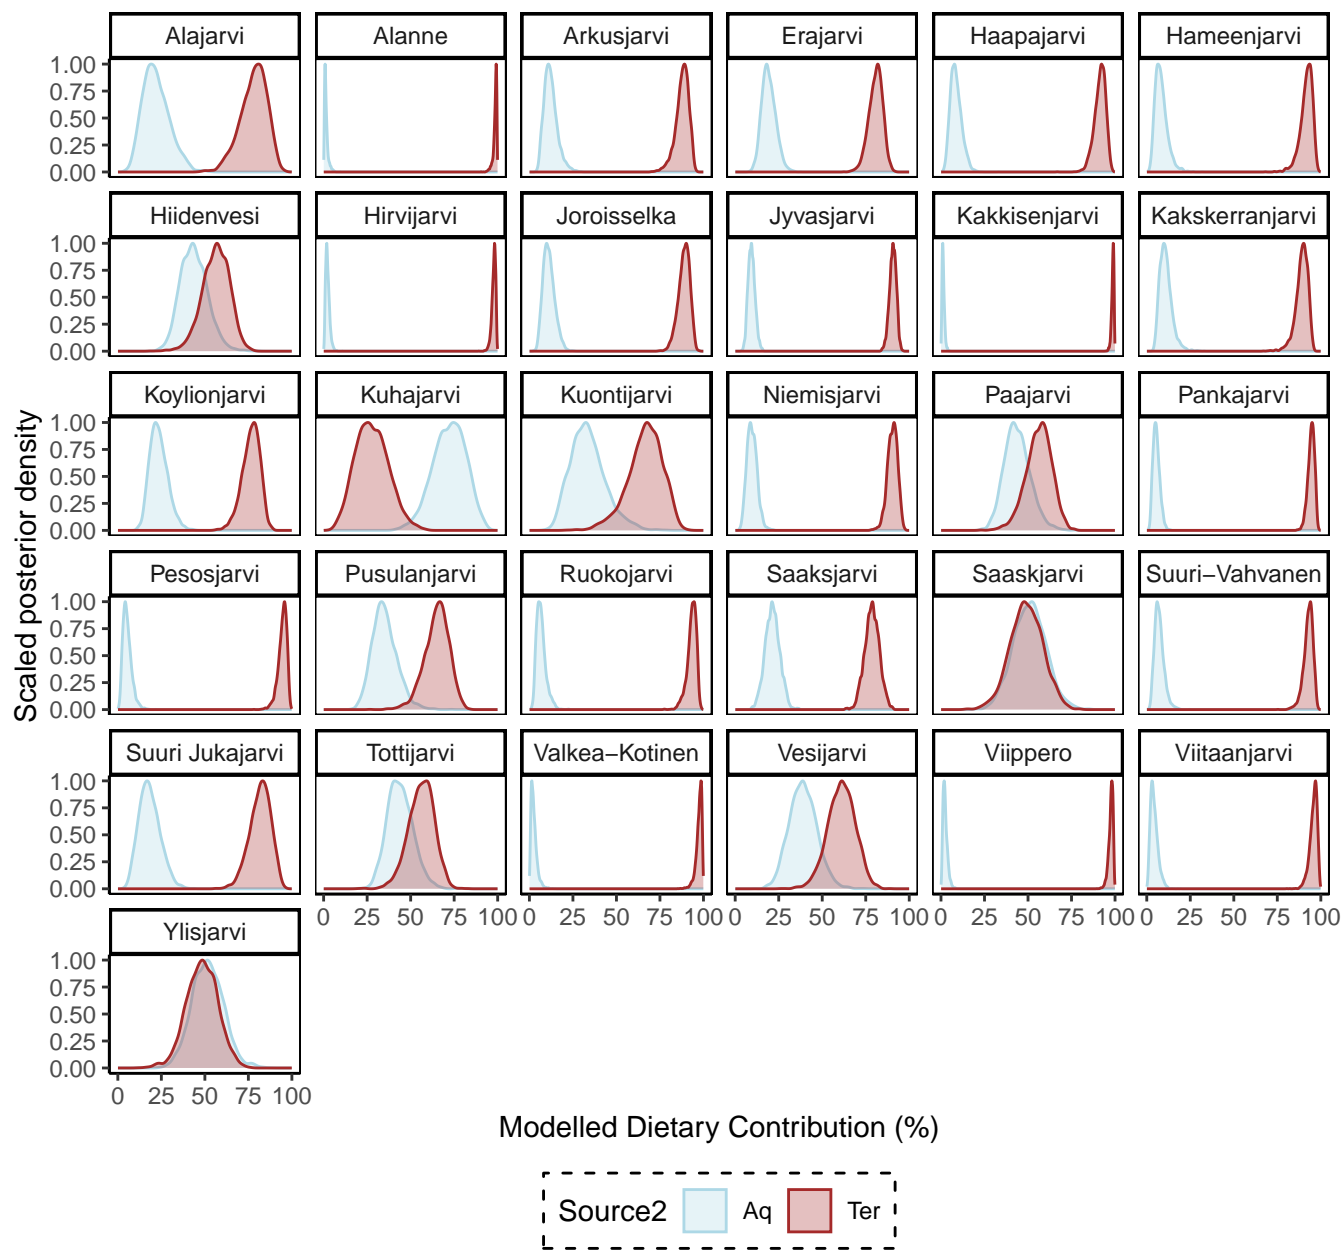 Alajarvi Alanne Arkusjarvi Erajarvi Haapajarvi Hameenjarvi
1.00
0.75
0.50
0.25
0.00
Hiidenvesi Hirvijarvi Joroisselka Jyvasjarvi Kakkisenjarvi Kakskerranjarvi
1.00
0.75
0.50
0.25
0.00
Koylionjarvi Kuhajarvi Kuontijarvi Niemisjarvi Paajarvi Pankajarvi
1.00
0.75
0.50
0.25
0.00
Pesosjarvi Pusulanjarvi Ruokojarvi Saaksjarvi Saaskjarvi Suuri−Vahvanen
1.00
0.75
0.50
0.25
0.00
Suuri Jukajarvi Tottijarvi Valkea−Kotinen Vesijarvi Viippero Viitaanjarvi
1.00
0.75
0.50
0.25
0.00
0 25 50 75 100 0 25 50 75 100 0 25 50 75 100 0 25 50 75 100 0 25 50 75 100
Ylisjarvi
1.00
0.75
0.50
0.25
0.00
0 25 50 75 100
Scaled posterior density
Modelled Dietary Contribution (%)
Source2 Aq Ter